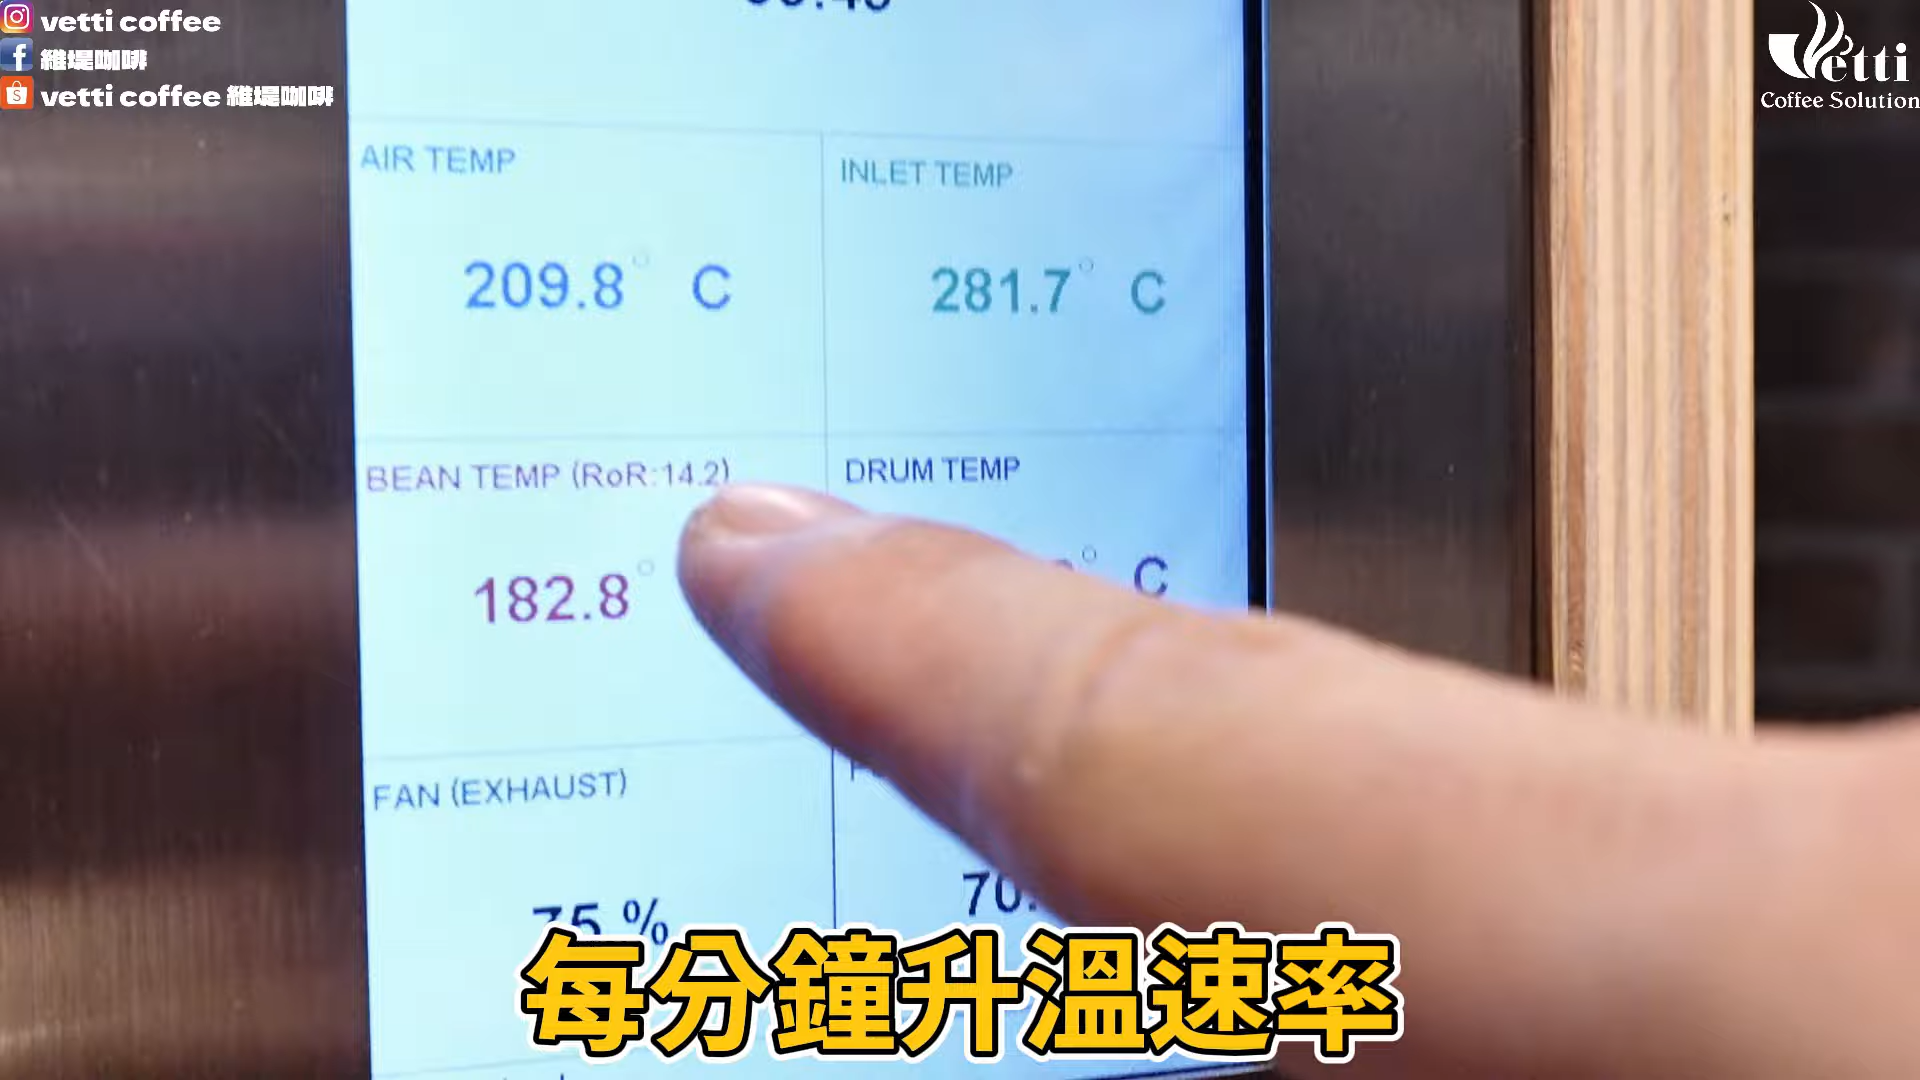 vetti coffee
維堤咖啡
vetti coffee 維堤咖啡
Vetti
Coffee Solution
AIR TEMP
INLET TEMP
209.8° C
281.7° C
BEAN TEMP (RoR:14.2)
DRUM TEMP
182.8°
° C
FAN (EXHAUST)
75 %
70.
每分鐘升溫速率